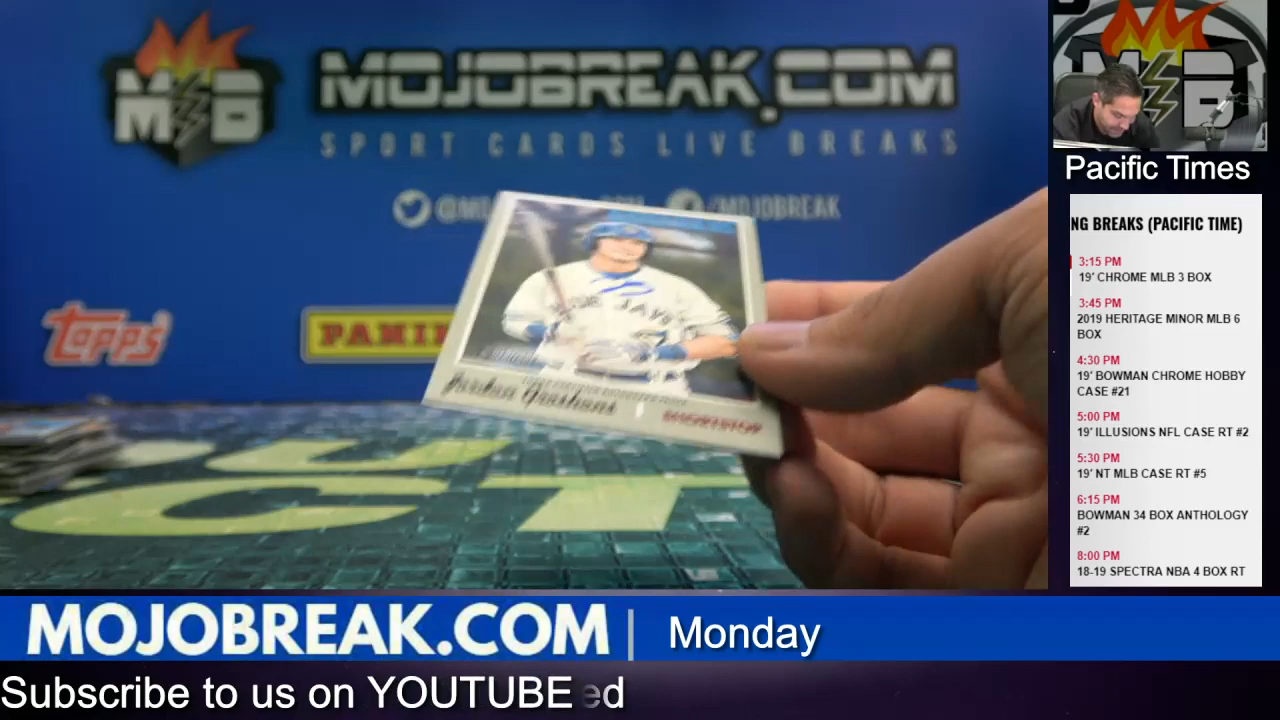 MB
MOJOBREAK.COM
SPORT CARDS LIVE BREAKS
/MOJOBREAK
Topps
SHORTSTOP
MB
Pacific Times
NG BREAKS (PACIFIC TIME)
3:15 PM
19' CHROME MLB 3 BOX
3:45 PM
2019 HERITAGE MINOR MLB 6
BOX
4:30 PM
19' BOWMAN CHROME HOBBY
CASE #21
5:00 PM
19' ILLUSIONS NFL CASE RT #2
5:30 PM
19' NT MLB CASE RT #5
6:15 PM
BOWMAN 34 BOX ANTHOLOGY
#2
8:00 PM
18-19 SPECTRA NBA 4 BOX RT
MOJOBREAK.COM | Monday
Subscribe to us on YOUTUBE ed